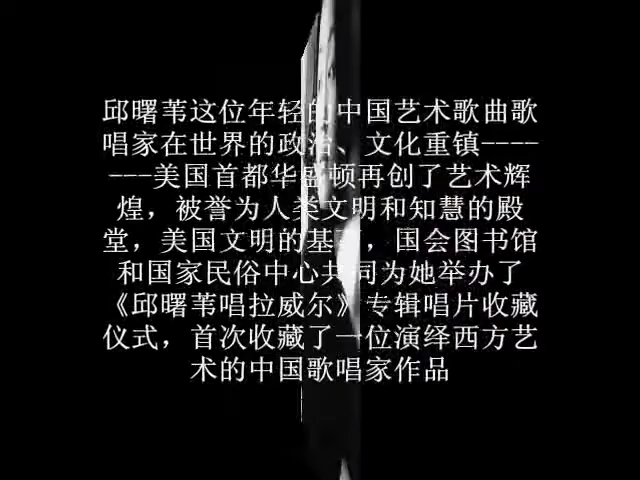 邱曙苇这位年轻的中国艺术歌曲歌
唱家在世界的政治、文化重镇----
---美国首都华盛顿再创了艺术辉
煌，被誉为人类文明和知慧的殿
堂，美国文明的基石，国会图书馆
和国家民俗中心共同为她举办了
《邱曙苇唱拉威尔》专辑唱片收藏
仪式，首次收藏了一位演绎西方艺
术的中国歌唱家作品